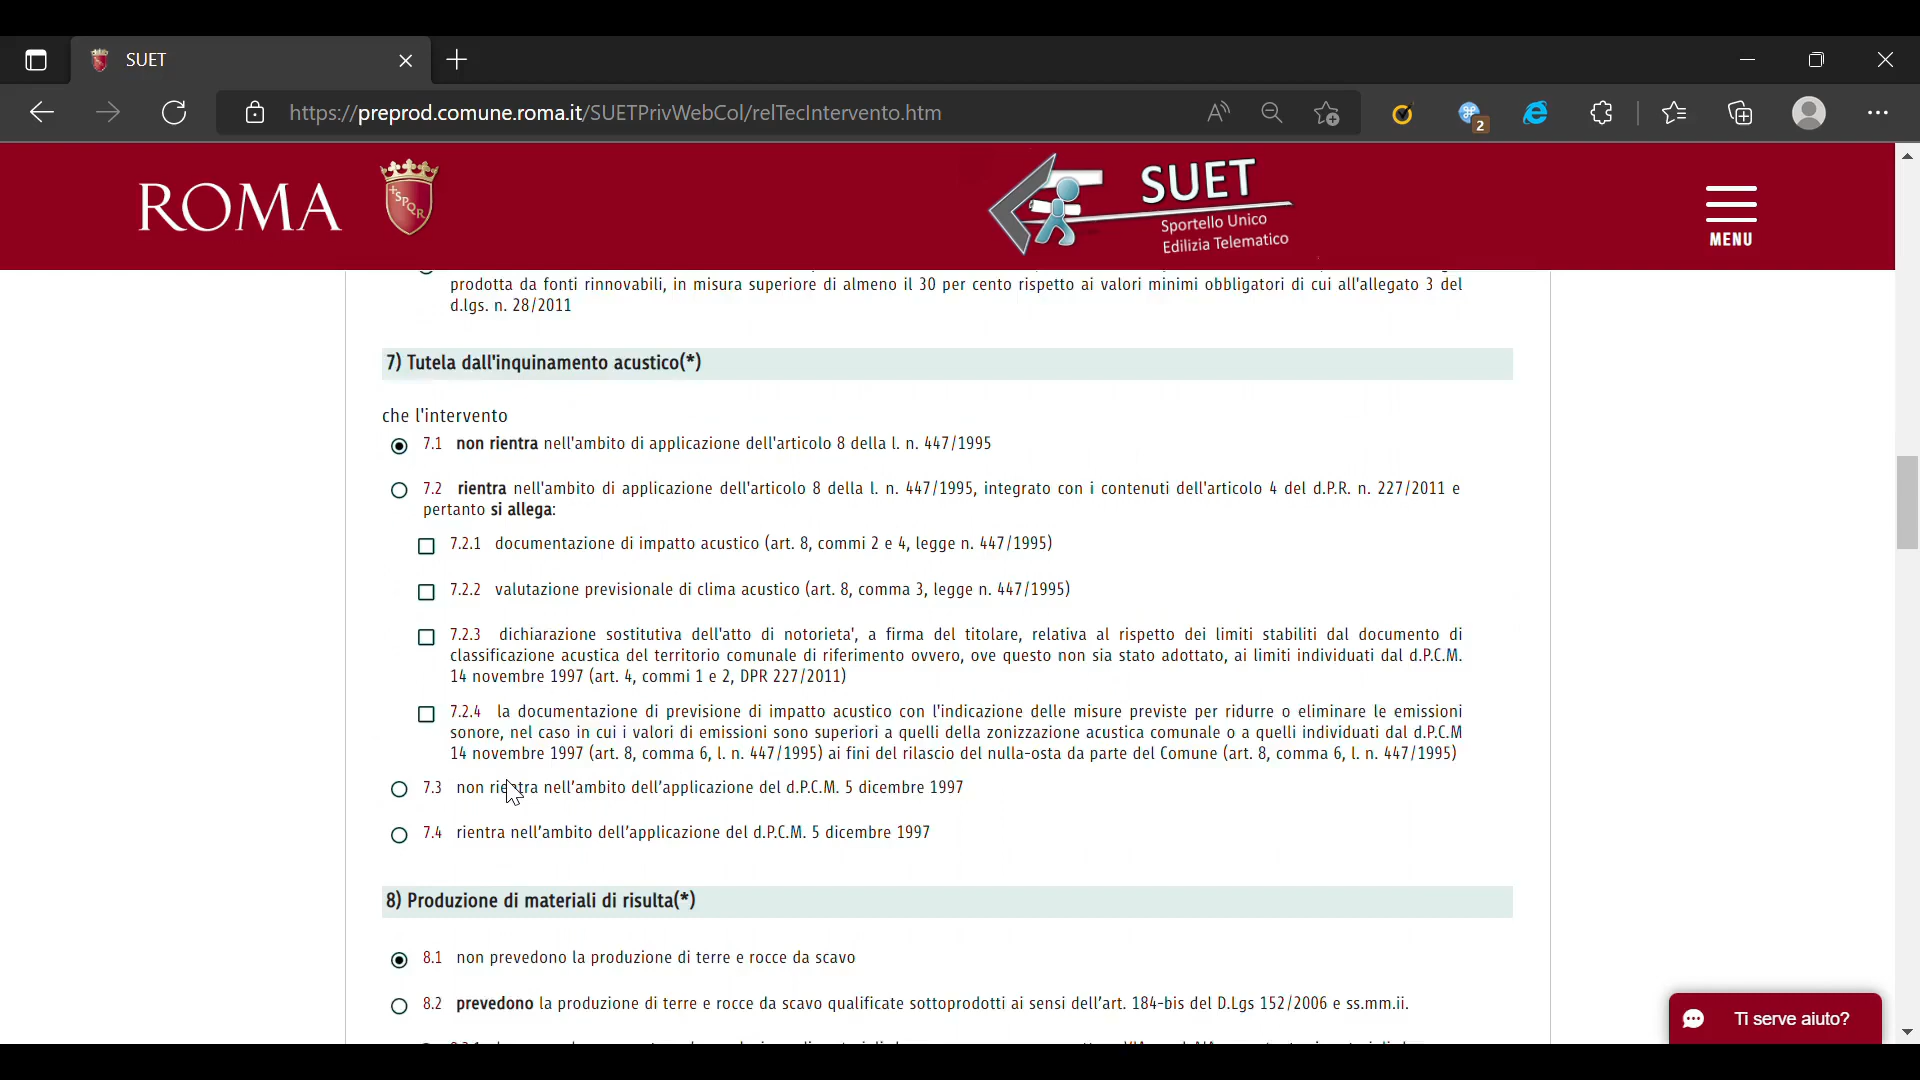 SUET
https://preprod.comune.roma.it/SUETPrivWebCol/relTecIntervento.htm
2
ROMA
SPQR
SUET
Sportello Unico
Edilizia Telematico
MENU
prodotta da fonti rinnovabili, in misura superiore di almeno il 30 per cento rispetto ai valori minimi obbligatori di cui all'allegato 3 del
d.lgs. n. 28/2011
7) Tutela dall'inquinamento acustico(*)
che l'intervento
7.1 non rientra nell'ambito di applicazione dell'articolo 8 della l. n. 447/1995
7.2 rientra nell'ambito di applicazione dell'articolo 8 della l. n. 447/1995, integrato con i contenuti dell'articolo 4 del d.P.R. n. 227/2011 e
pertanto si allega:
7.2.1 documentazione di impatto acustico (art. 8, commi 2 e 4, legge n. 447/1995)
7.2.2 valutazione previsionale di clima acustico (art. 8, comma 3, legge n. 447/1995)
7.2.3 dichiarazione sostitutiva dell'atto di notorieta', a firma del titolare, relativa al rispetto dei limiti stabiliti dal documento di
classificazione acustica del territorio comunale di riferimento ovvero, ove questo non sia stato adottato, ai limiti individuati dal d.P.C.M.
14 novembre 1997 (art. 4, commi 1 e 2, DPR 227/2011)
7.2.4 la documentazione di previsione di impatto acustico con l'indicazione delle misure previste per ridurre o eliminare le emissioni
sonore, nel caso in cui i valori di emissioni sono superiori a quelli della zonizzazione acustica comunale o a quelli individuati dal d.P.C.M
14 novembre 1997 (art. 8, comma 6, l. n. 447/1995) ai fini del rilascio del nulla-osta da parte del Comune (art. 8, comma 6, l. n. 447/1995)
7.3 non rientra nell’ambito dell’applicazione del d.P.C.M. 5 dicembre 1997
7.4 rientra nell’ambito dell’applicazione del d.P.C.M. 5 dicembre 1997
8) Produzione di materiali di risulta(*)
8.1 non prevedono la produzione di terre e rocce da scavo
8.2 prevedono la produzione di terre e rocce da scavo qualificate sottoprodotti ai sensi dell'art. 184-bis del D.Lgs 152/2006 e ss.mm.ii.
Ti serve aiuto?